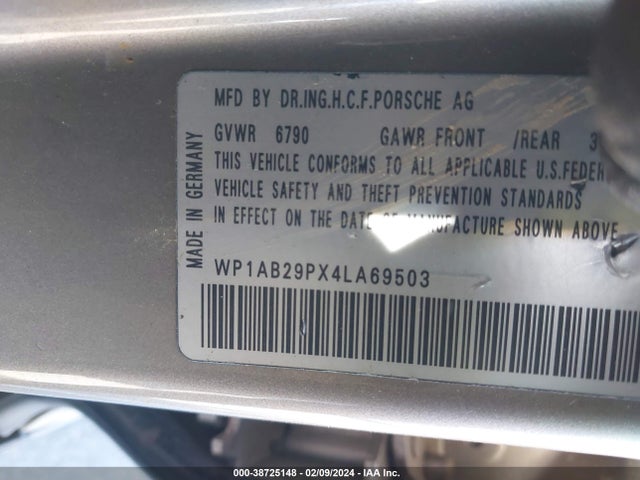 MFD BY DR.ING.H.C.F.PORSCHE AG
GVWR 6790 GAWR FRONT /REAR 3
THIS VEHICLE CONFORMS TO ALL APPLICABLE U.S.FEDER
VEHICLE SAFETY AND THEFT PREVENTION STANDARDS
IN EFFECT ON THE DATE OF MANUFACTURE SHOWN ABOVE
WP1AB29PX4LA69503
MADE IN GERMANY
000-38725148 - 02/09/2024 - IAA Inc.